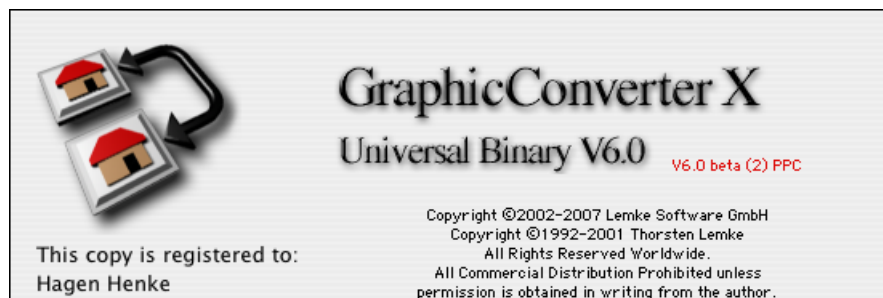 GraphicConverter X
Universal Binary V6.0
V6.0 beta (2) PPC
Copyright ©2002-2007 Lemke Software GmbH
Copyright ©1992-2001 Thorsten Lemke
All Rights Reserved Worldwide.
All Commercial Distribution Prohibited unless
permission is obtained in writing from the author.
This copy is registered to:
Hagen Henke